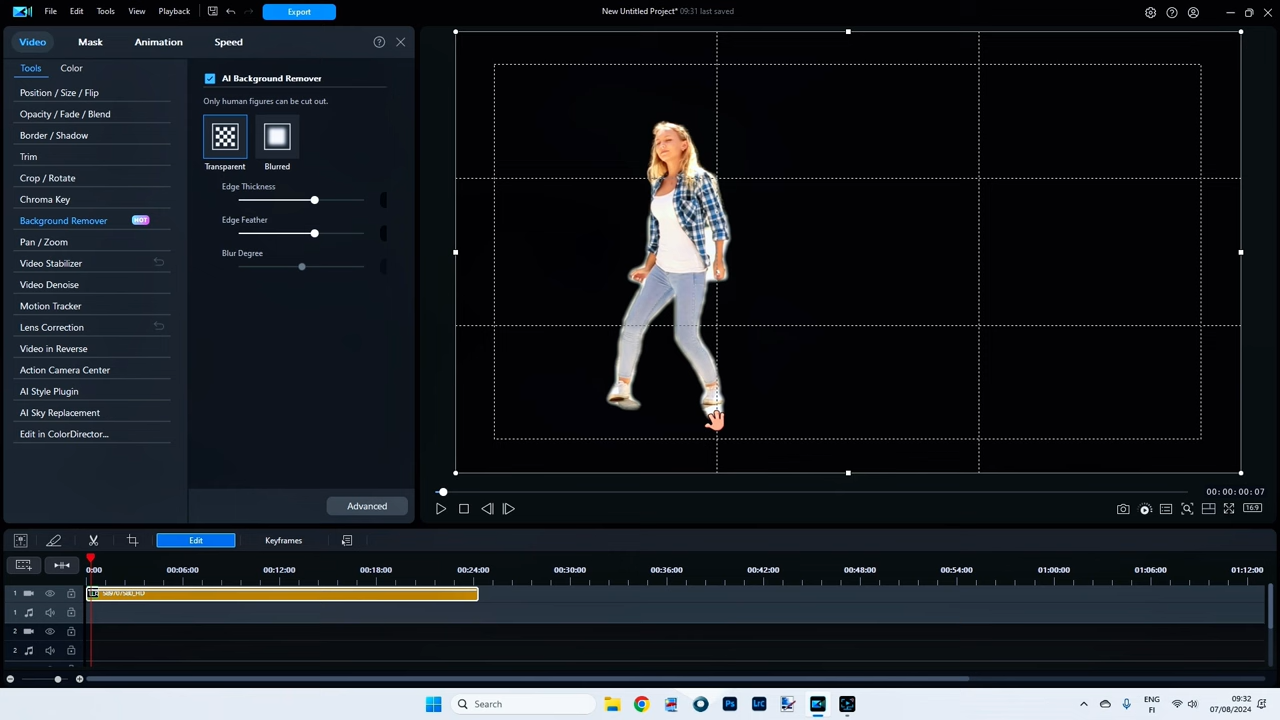 File
Edit
Tools
View
Playback
Export
New Untitled Project* 09:31 last saved
Video
Mask
Animation
Speed
Tools
Color
Position / Size / Flip
Opacity / Fade / Blend
Border / Shadow
Trim
Crop / Rotate
Chroma Key
Background Remover
HOT
Pan / Zoom
Video Stabilizer
Video Denoise
Motion Tracker
Lens Correction
Video in Reverse
Action Camera Center
AI Style Plugin
AI Sky Replacement
Edit in ColorDirector...
AI Background Remover
Only human figures can be cut out.
Transparent
Blurred
Edge Thickness
Edge Feather
Blur Degree
Advanced
00:00:00:07
16:9
Edit
Keyframes
0:00
00:06:00
00:12:00
00:18:00
00:24:00
00:30:00
00:36:00
00:42:00
00:48:00
00:54:00
01:00:00
01:06:00
01:12:00
1
1
2
2
Search
Ps
LrC
ENG
FI
09:32
07/08/2024